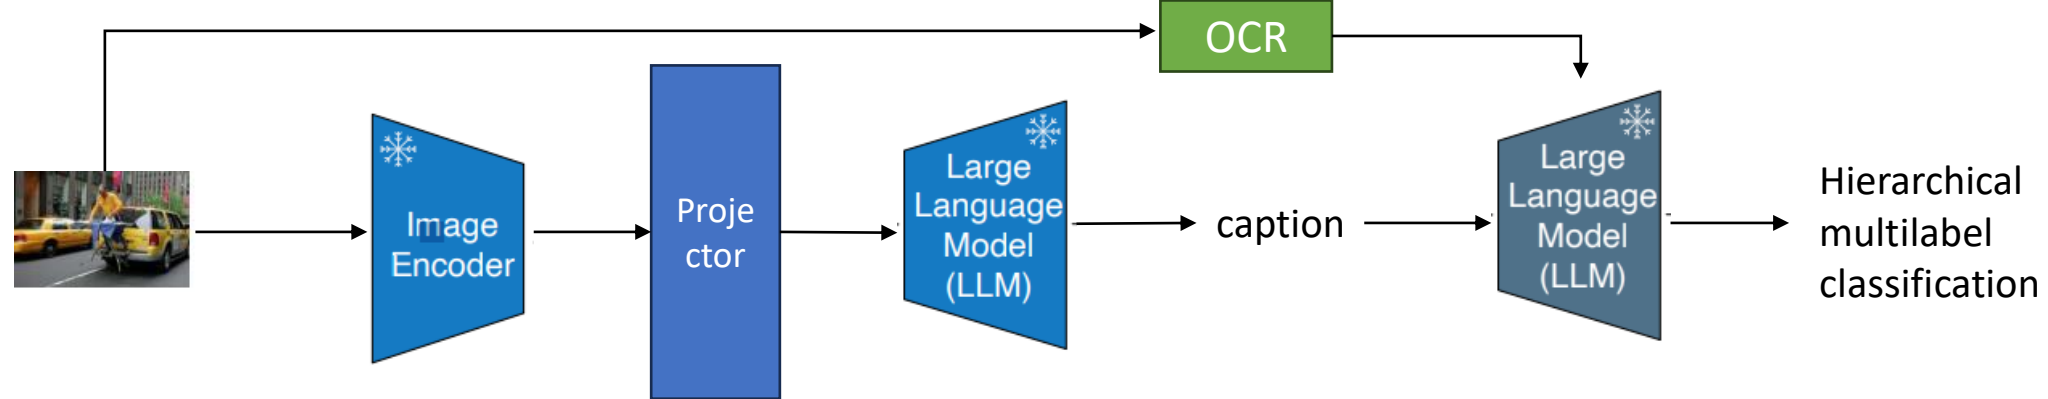 OCR
Image
Encoder
Proje
ctor
Large
Language
Model
(LLM)
caption
Large
Language
Model
(LLM)
Hierarchical
multilabel
classification